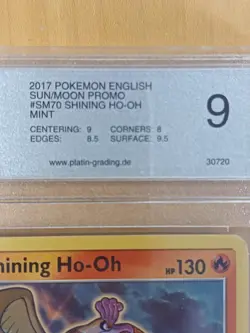 2017 POKEMON ENGLISH
SUN/MOON PROMO
#SM70 SHINING HO-OH
MINT
CENTERING: 9 CORNERS: 8
EDGES: 8.5 SURFACE: 9.5
www.platin-grading.de
9
30720
hining Ho-Oh HP 130